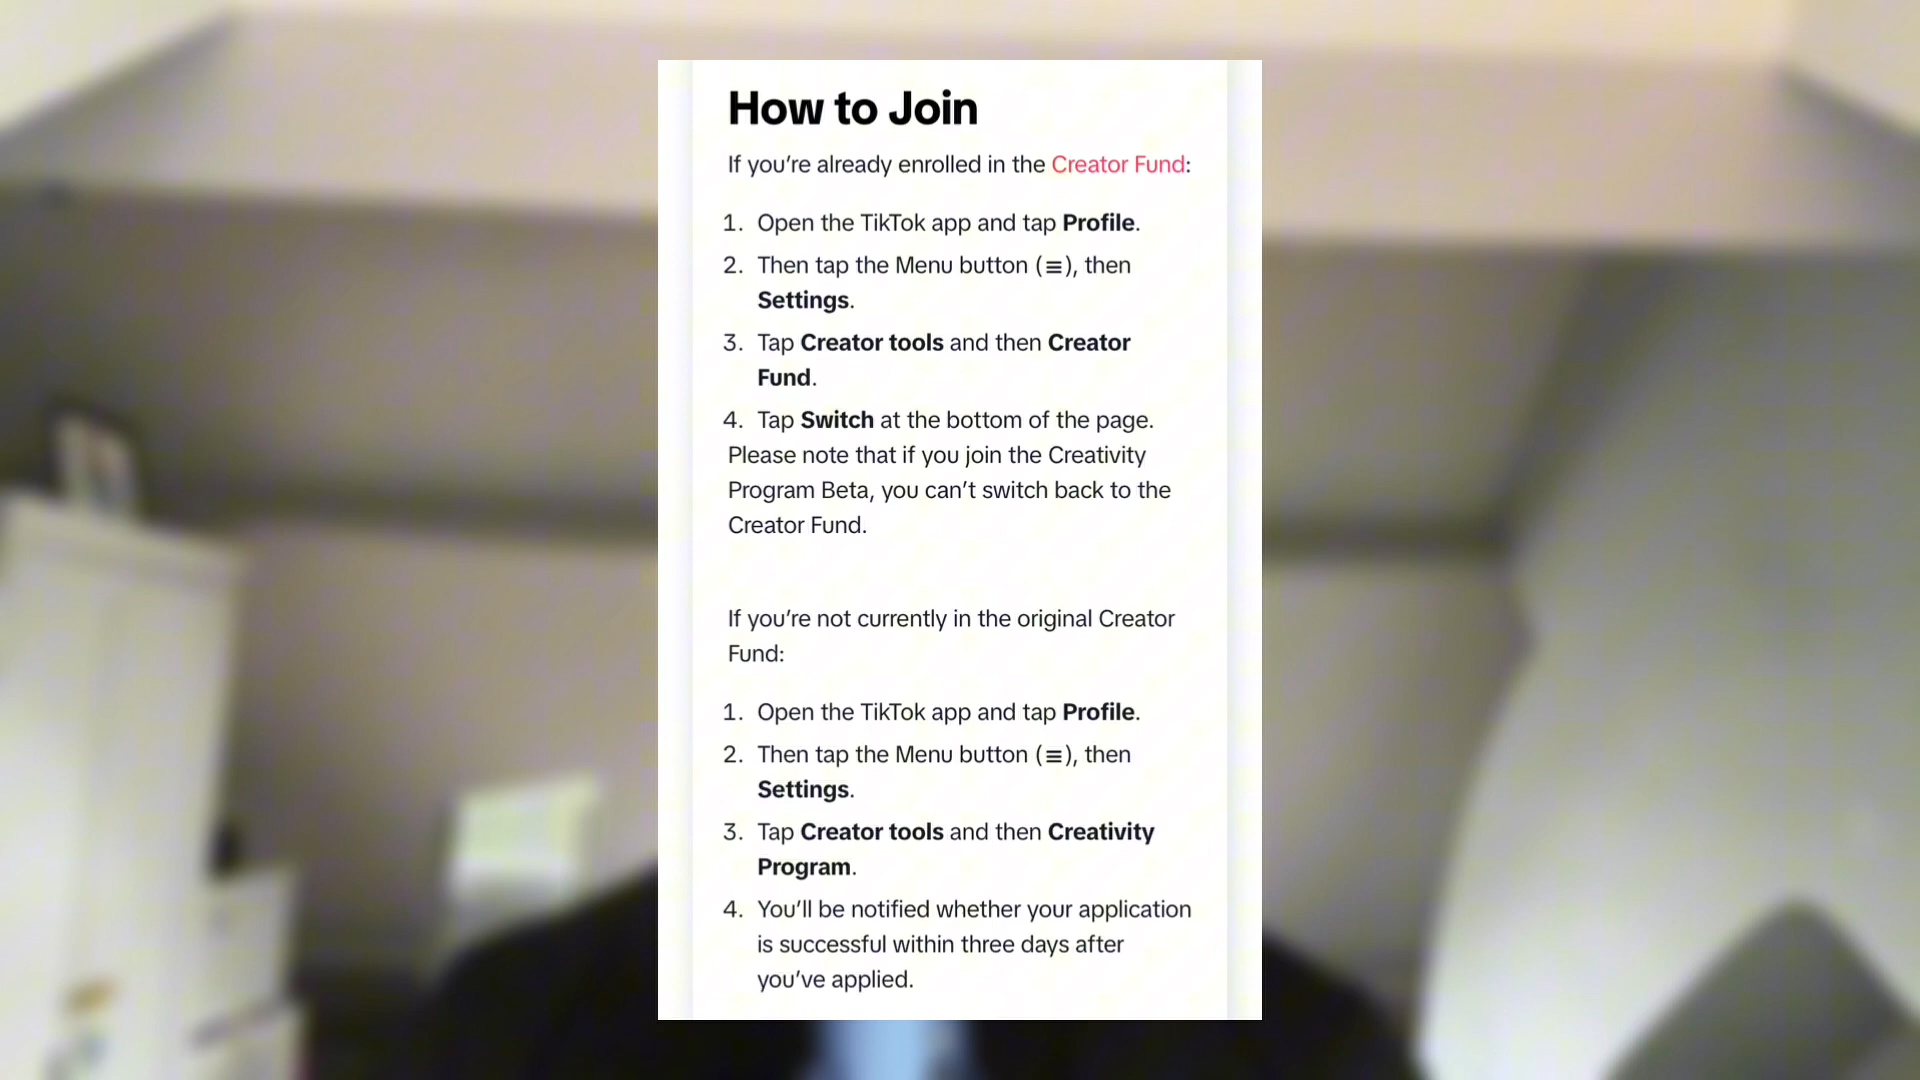 How to Join
If you’re already enrolled in the Creator Fund:
1. Open the TikTok app and tap Profile.
2. Then tap the Menu button (≡), then
Settings.
3. Tap Creator tools and then Creator
Fund.
4. Tap Switch at the bottom of the page.
Please note that if you join the Creativity
Program Beta, you can’t switch back to the
Creator Fund.
If you’re not currently in the original Creator
Fund:
1. Open the TikTok app and tap Profile.
2. Then tap the Menu button (≡), then
Settings.
3. Tap Creator tools and then Creativity
Program.
4. You’ll be notified whether your application
is successful within three days after
you’ve applied.